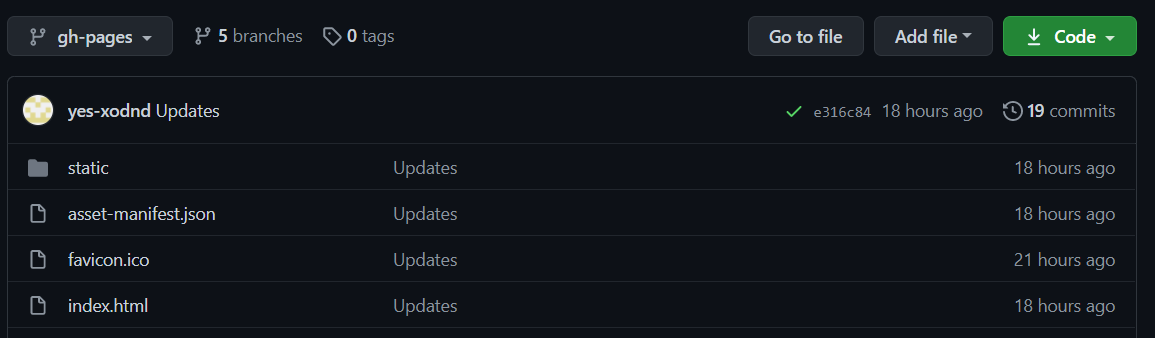 gh-pages 5 branches 0 tags Go to file Add file Code
yes-xodnd Updates e316c84 18 hours ago 19 commits
static Updates 18 hours ago
asset-manifest.json Updates 18 hours ago
favicon.ico Updates 21 hours ago
index.html Updates 18 hours ago